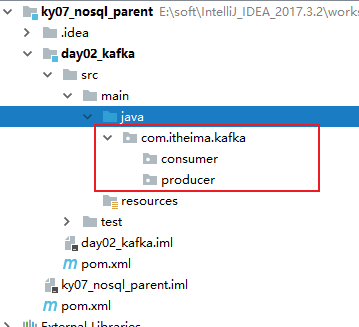 ky07_nosql_parent E:\soft\IntelliJ_IDEA_2017.3.2\works
.idea
day02_kafka
src
main
java
com.itheima.kafka
consumer
producer
resources
test
day02_kafka.iml
pom.xml
ky07_nosql_parent.iml
pom.xml
External Libraries